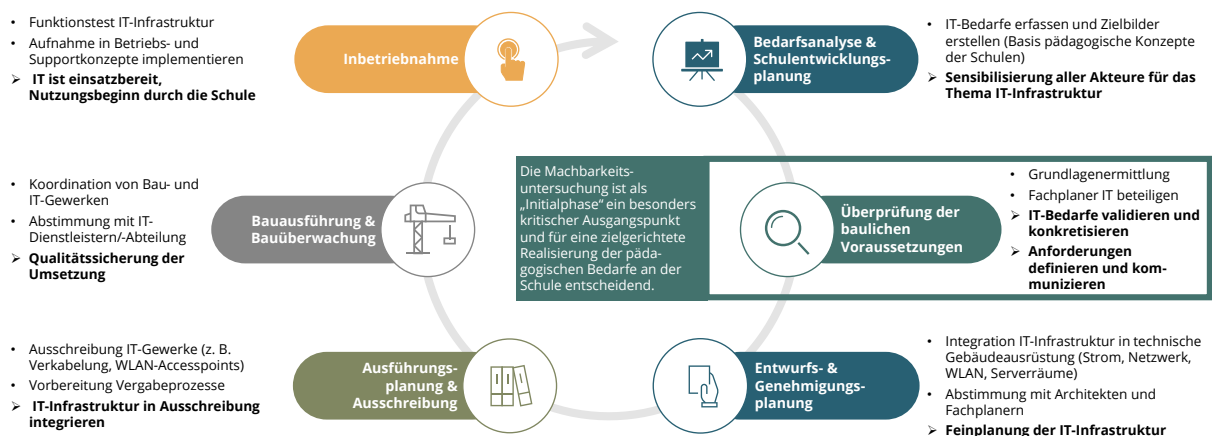 • Funktionstest IT-Infrastruktur
• Aufnahme in Betriebs- und
Supportkonzepte implementieren
➢ IT ist einsatzbereit,
Nutzungsbeginn durch die Schule
Inbetriebnahme
Bedarfsanalyse &
Schulentwicklungs-
planung
• IT-Bedarfe erfassen und Zielbilder
erstellen (Basis pädagogische Konzepte
der Schulen)
➢ Sensibilisierung aller Akteure für das
Thema IT-Infrastruktur
• Koordination von Bau- und
IT-Gewerken
• Abstimmung mit IT-
Dienstleistern/-Abteilung
➢ Qualitätssicherung der
Umsetzung
Bauausführung &
Bauüberwachung
Die Machbarkeits-
untersuchung ist als
„Initialphase“ ein besonders
kritischer Ausgangspunkt
und für eine zielgerichtete
Realisierung der päda-
gogischen Bedarfe an der
Schule entscheidend.
Überprüfung der
baulichen
Voraussetzungen
• Grundlagenermittlung
• Fachplaner IT beteiligen
➢ IT-Bedarfe validieren und
konkretisieren
➢ Anforderungen
definieren und kom-
munizieren
• Ausschreibung IT-Gewerke (z. B.
Verkabelung, WLAN-Accesspoints)
• Vorbereitung Vergabeprozesse
➢ IT-Infrastruktur in Ausschreibung
integrieren
Ausführungs-
planung &
Ausschreibung
Entwurfs- &
Genehmigungs-
planung
• Integration IT-Infrastruktur in technische
Gebäudeausrüstung (Strom, Netzwerk,
WLAN, Serverräume)
• Abstimmung mit Architekten und
Fachplanern
➢ Feinplanung der IT-Infrastruktur